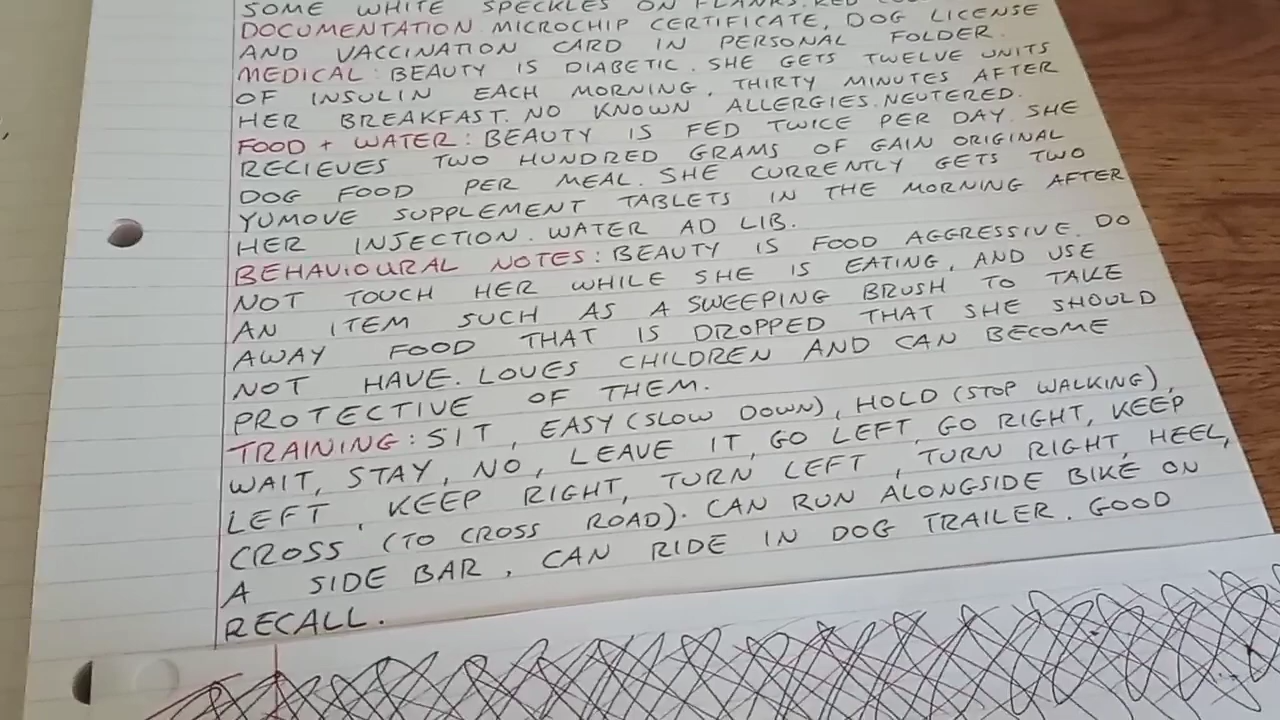 SOME WHITE SPECKLES ON FLANKS. RED
DOCUMENTATION MICROCHIP CERTIFICATE, DOG LICENSE
AND VACCINATION CARD IN PERSONAL FOLDER.
MEDICAL: BEAUTY IS DIABETIC. SHE GETS TWELVE UNITS
OF INSULIN EACH MORNING, THIRTY MINUTES AFTER
HER BREAKFAST. NO KNOWN ALLERGIES. NEUTERED.
FOOD + WATER: BEAUTY IS FED TWICE PER DAY. SHE
RECIEVES TWO HUNDRED GRAMS OF GAIN ORIGINAL
DOG FOOD PER MEAL. SHE CURRENTLY GETS TWO
YUMOVE SUPPLEMENT TABLETS IN THE MORNING AFTER
HER INJECTION. WATER AD LIB.
BEHAVIOURAL NOTES: BEAUTY IS FOOD AGGRESSIVE. DO
NOT TOUCH HER WHILE SHE IS EATING, AND USE
AN ITEM SUCH AS A SWEEPING BRUSH TO TAKE
AWAY FOOD THAT IS DROPPED THAT SHE SHOULD
NOT HAVE. LOVES CHILDREN AND CAN BECOME
PROTECTIVE OF THEM.
TRAINING: SIT, EASY (SLOW DOWN), HOLD (STOP WALKING),
WAIT, STAY, NO, LEAVE IT, GO LEFT, GO RIGHT, KEEP
LEFT, KEEP RIGHT, TURN LEFT, TURN RIGHT, HEEL,
CROSS (TO CROSS ROAD). CAN RUN ALONGSIDE BIKE ON
A SIDE BAR, CAN RIDE IN DOG TRAILER. GOOD
RECALL.